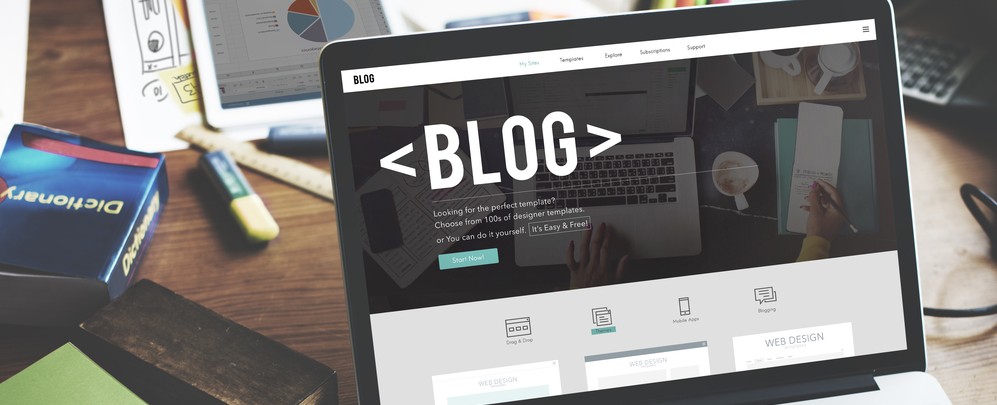 BLOG
My Sites Templates Explore Subscriptions Support
<BLOG>
Looking for the perfect template?
Choose from 100s of designer templates.
or You can do it yourself. It's Easy & Free!
Start Now!
Drag & Drop
Mobile Apps
Blogging
WEB DESIGN
WEB DESIGN
WEB DESIGN
Dictionary
Dictionary